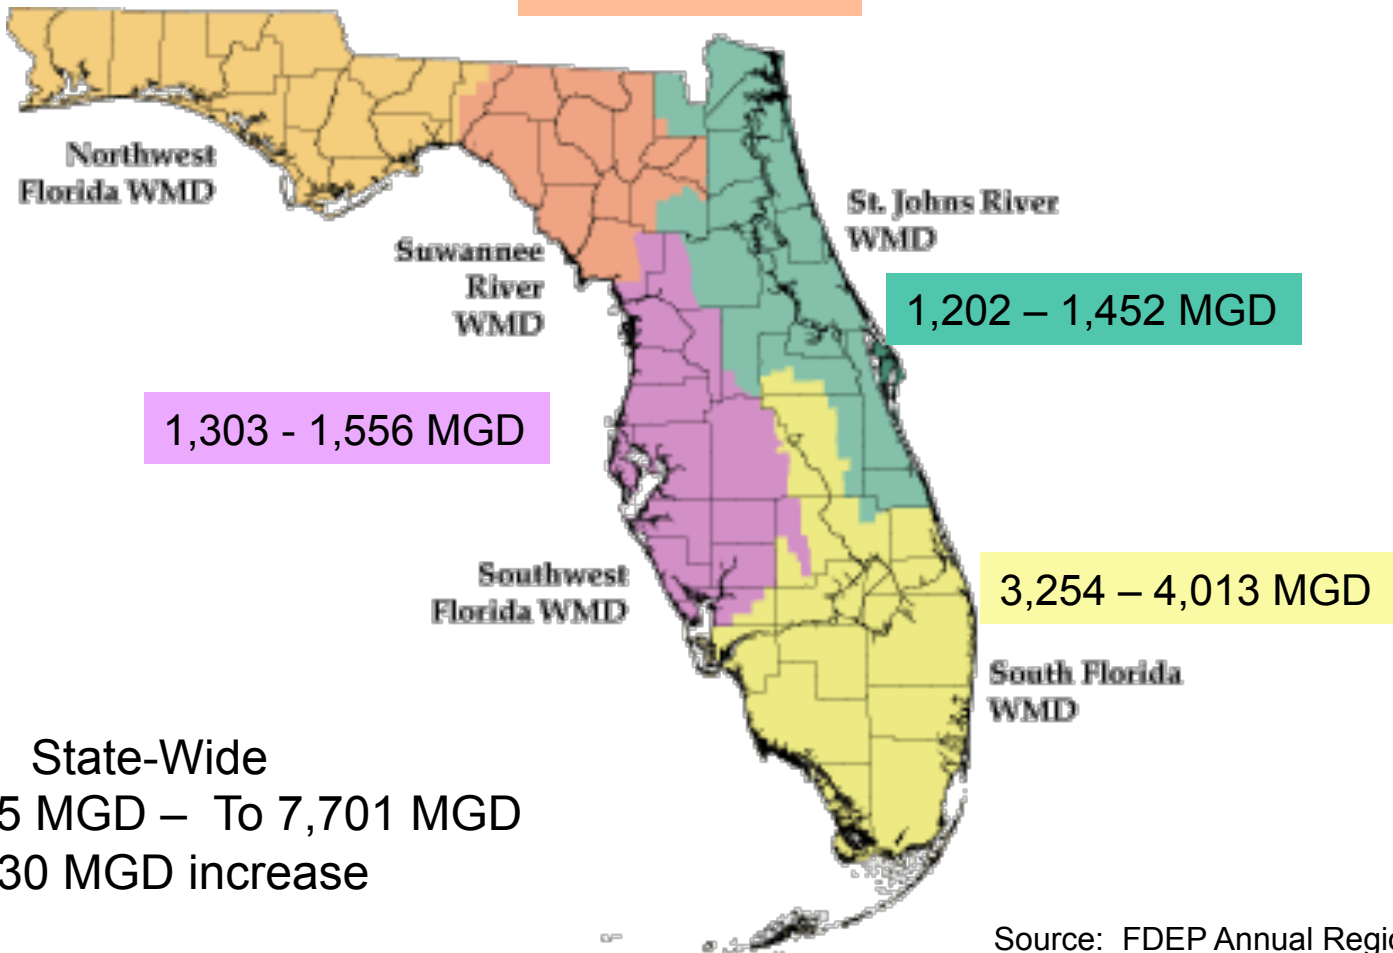 Northwest
Florida WMD
St. Johns River
WMD
Suwannee
River
WMD
1,202 – 1,452 MGD
1,303 - 1,556 MGD
Southwest
Florida WMD
3,254 – 4,013 MGD
South Florida
WMD
State-Wide
5 MGD – To 7,701 MGD
30 MGD increase
Source: FDEP Annual